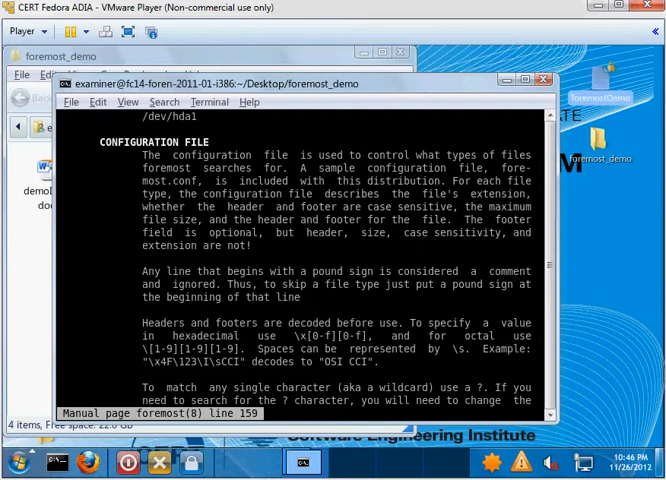 CERT Fedora ADIA - VMware Player (Non-commercial use only)
Player
foremost_demo
examiner@fc14-foren-2011-01-i386:~/Desktop/foremost_demo
File Edit View Search Terminal Help
/dev/hda1
CONFIGURATION FILE
The configuration file is used to control what types of files
foremost searches for. A sample configuration file, fore-
most.conf, is included with this distribution. For each file
type, the configuration file describes the file's extension,
whether the header and footer are case sensitive, the maximum
file size, and the header and footer for the file. The footer
field is optional, but header, size, case sensitivity, and
extension are not!
Any line that begins with a pound sign is considered a comment
and ignored. Thus, to skip a file type just put a pound sign at
the beginning of that line
Headers and footers are decoded before use. To specify a value
in hexadecimal use \x[0-f][0-f], and for octal use
\[1-9][1-9][1-9]. Spaces can be represented by \s. Example:
"\x4F\123\I\sCCI" decodes to "OSI CCI".
To match any single character (aka a wildcard) use a ?. If you
need to search for the ? character, you will need to change the
Manual page foremost(8) line 159
foremostDemo
foremost_demo
4 items, Free space: 22.0
Software Engineering Institute
10:46 PM
11/26/2012